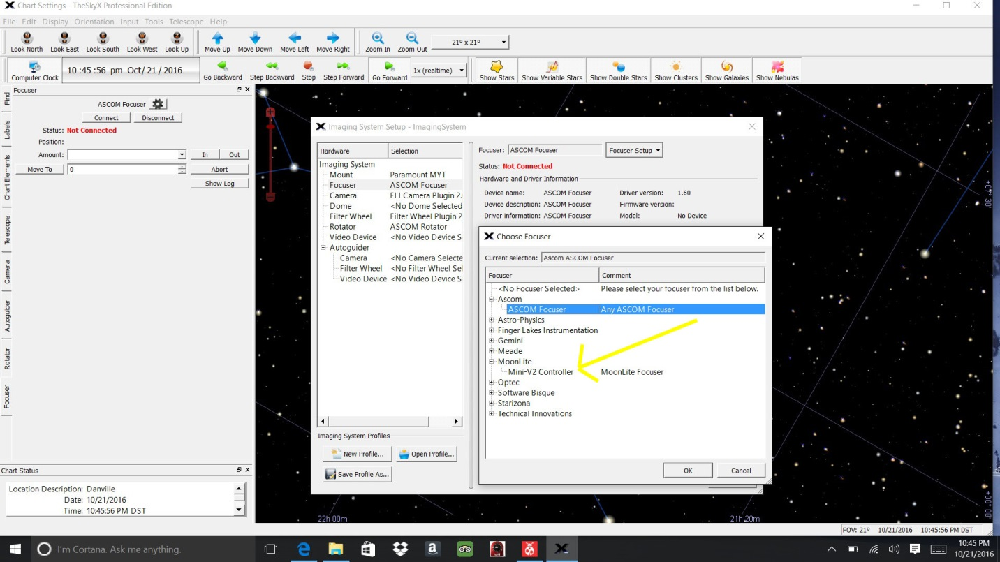 Chart Settings - TheSkyX Professional Edition
File Edit Display Orientation Input Tools Telescope Help
Look North Look East Look South Look West Look Up Move Up Move Down Move Left Move Right Zoom In Zoom Out 21° x 21°
Computer Clock 10 :45 :56 pm Oct/ 21 / 2016 Go Backward Step Backward Stop Step Forward Go Forward 1x (realtime) Show Stars Show Variable Stars Show Double Stars Show Clusters Show Galaxies Show Nebulas
Find
Labels
Chart Elements
Telescope
Camera
Autoguider
Rotator
Focuser
Focuser
ASCOM Focuser
Connect Disconnect
Status: Not Connected
Position:
Amount: In Out
Move To 0 Abort
Show Log
Chart Status
Location Description: Danville
Date: 10/21/2016
Time: 10:45:56 PM DST
Imaging System Setup - ImagingSystem
Hardware Selection
Imaging System
Mount Paramount MYT
Focuser ASCOM Focuser
Camera FLI Camera Plugin 2.
Dome <No Dome Selected
Filter Wheel Filter Wheel Plugin 2
Rotator ASCOM Rotator
Video Device <No Video Device S
Autoguider
Camera <No Camera Selecte
Filter Wheel <No Filter Wheel Sel
Video Device <No Video Device S
Imaging System Profiles
New Profile... Open Profile...
Save Profile As...
Focuser: ASCOM Focuser Focuser Setup
Status: Not Connected
Hardware and Driver Information
Device name: ASCOM Focuser Driver version: 1.60
Device description: ASCOM Focuser Firmware version:
Driver information: ASCOM Focuser Model: No Device
Choose Focuser
Current selection: Ascom ASCOM Focuser
Focuser Comment
<No Focuser Selected> Please select your focuser from the list below.
Ascom
ASCOM Focuser Any ASCOM Focuser
Astro-Physics
Finger Lakes Instrumentation
Gemini
Meade
MoonLite
Mini-V2 Controller MoonLite Focuser
Optec
Software Bisque
Starizona
Technical Innovations
OK Cancel
+07° 30'
+00° 00'
22h 00m 21h 20m
FOV: 21° 10/21/2016 10:45:56 PM DST
I'm Cortana. Ask me anything.
10:45 PM
10/21/2016